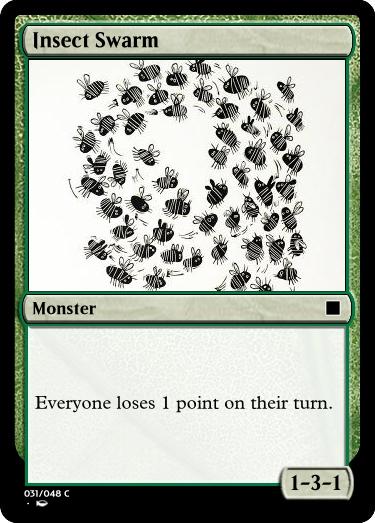 Insect Swarm
Monster
Everyone loses 1 point on their turn.
1-3-1
031/048 C